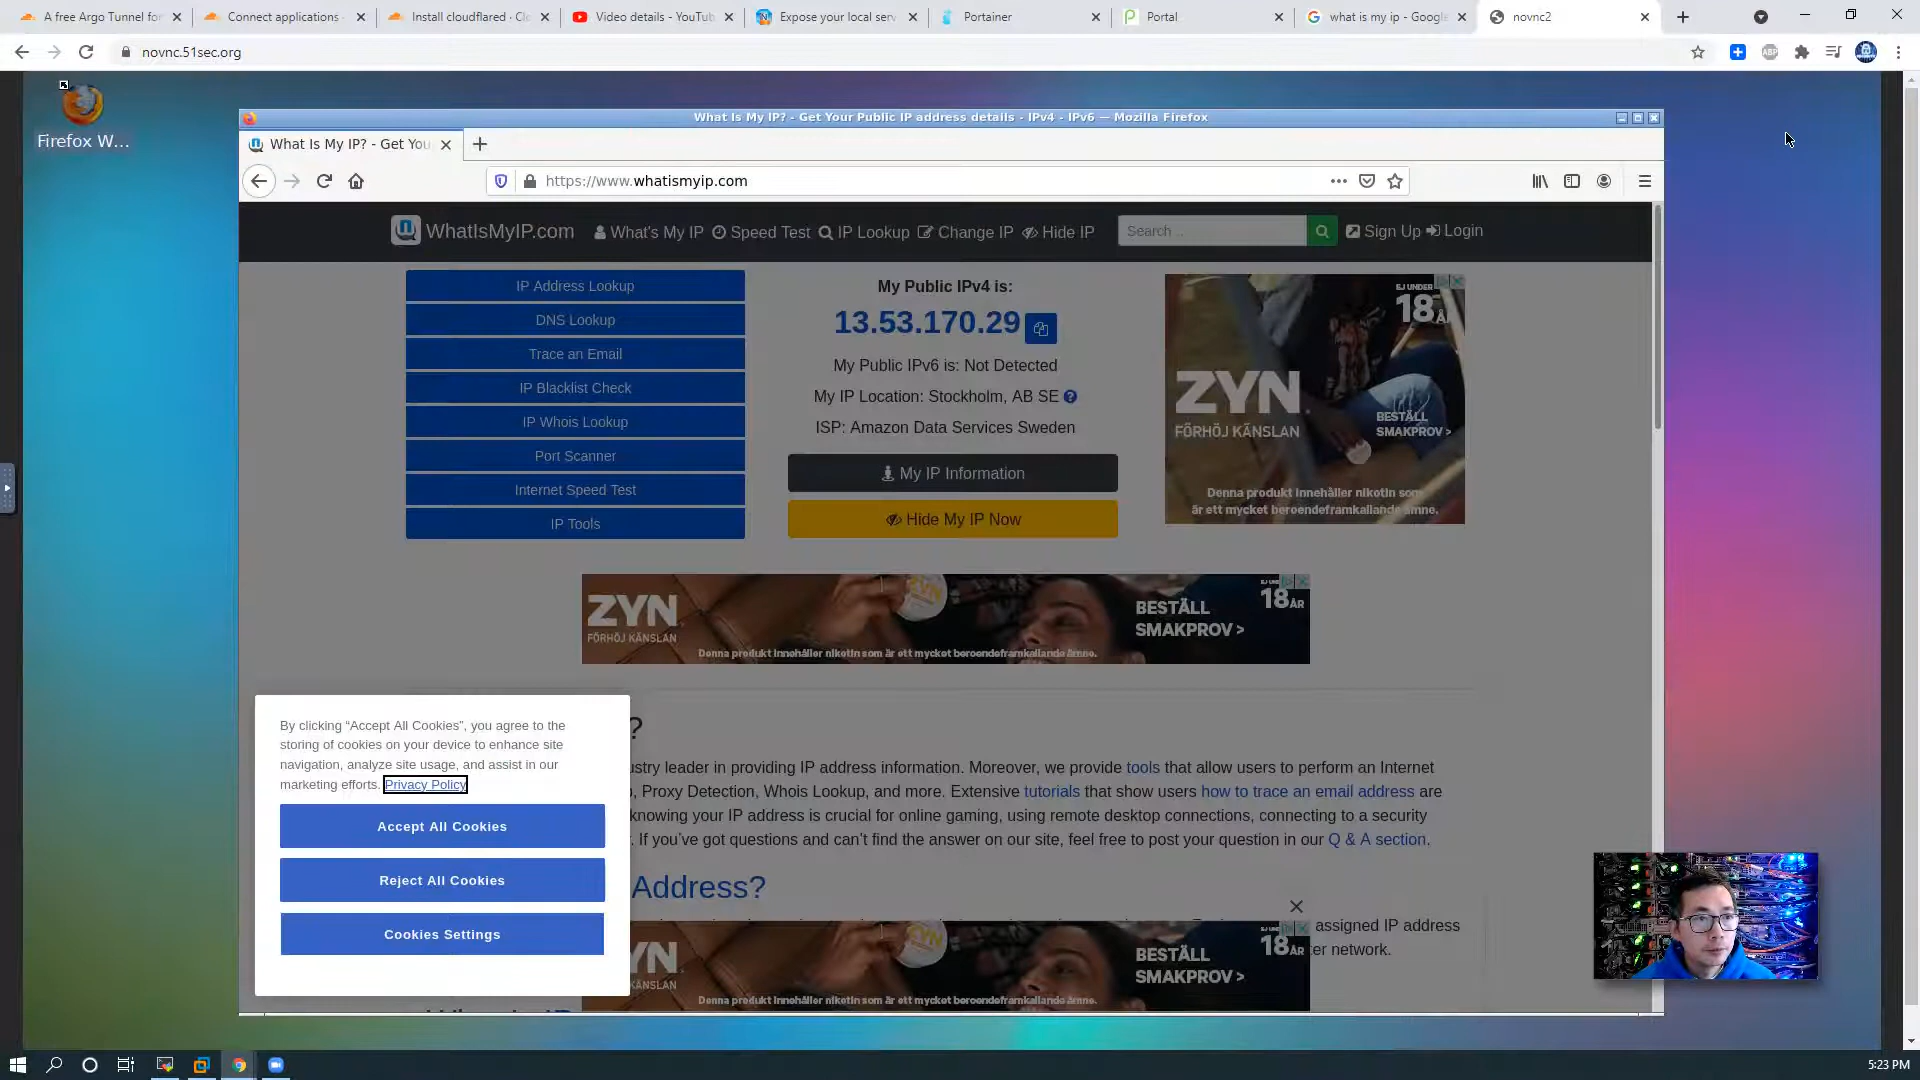 A free Argo Tunnel for
Connect applications
Install cloudflared · Clo
Video details - YouTub
Expose your local serv
Portainer
Portal
what is my ip - Google
novnc2
novnc.51sec.org
Firefox W...
What Is My IP? - Get Your Public IP address details - IPv4 - IPv6 — Mozilla Firefox
What Is My IP? - Get You
https://www.whatismyip.com
WhatIsMyIP.com
What's My IP
Speed Test
IP Lookup
Change IP
Hide IP
Search ..
Sign Up
Login
IP Address Lookup
DNS Lookup
Trace an Email
IP Blacklist Check
IP Whois Lookup
Port Scanner
Internet Speed Test
IP Tools
My Public IPv4 is:
13.53.170.29
My Public IPv6 is: Not Detected
My IP Location: Stockholm, AB SE
ISP: Amazon Data Services Sweden
My IP Information
Hide My IP Now
EJ UNDER
18 ÅR
ZYN
FÖRHÖJ KÄNSLAN
BESTÄLL
SMAKPROV >
Denna produkt innehåller nikotin som
är ett mycket beroendeframkallande ämne.
ZYN
FÖRHÖJ KÄNSLAN
BESTÄLL
SMAKPROV >
18 ÅR
Denna produkt innehåller nikotin som är ett mycket beroendeframkallande ämne.
?
ustry leader in providing IP address information. Moreover, we provide tools that allow users to perform an Internet
, Proxy Detection, Whois Lookup, and more. Extensive tutorials that show users how to trace an email address are
knowing your IP address is crucial for online gaming, using remote desktop connections, connecting to a security
. If you've got questions and can't find the answer on our site, feel free to post your question in our Q & A section.
Address?
assigned IP address
er network.
YN
KÄNSLAN
BESTÄLL
SMAKPROV >
18 ÅR
Denna produkt innehåller nikotin som är ett mycket beroendeframkallande ämne.
By clicking “Accept All Cookies”, you agree to the
storing of cookies on your device to enhance site
navigation, analyze site usage, and assist in our
marketing efforts. Privacy Policy
Accept All Cookies
Reject All Cookies
Cookies Settings
5:23 PM